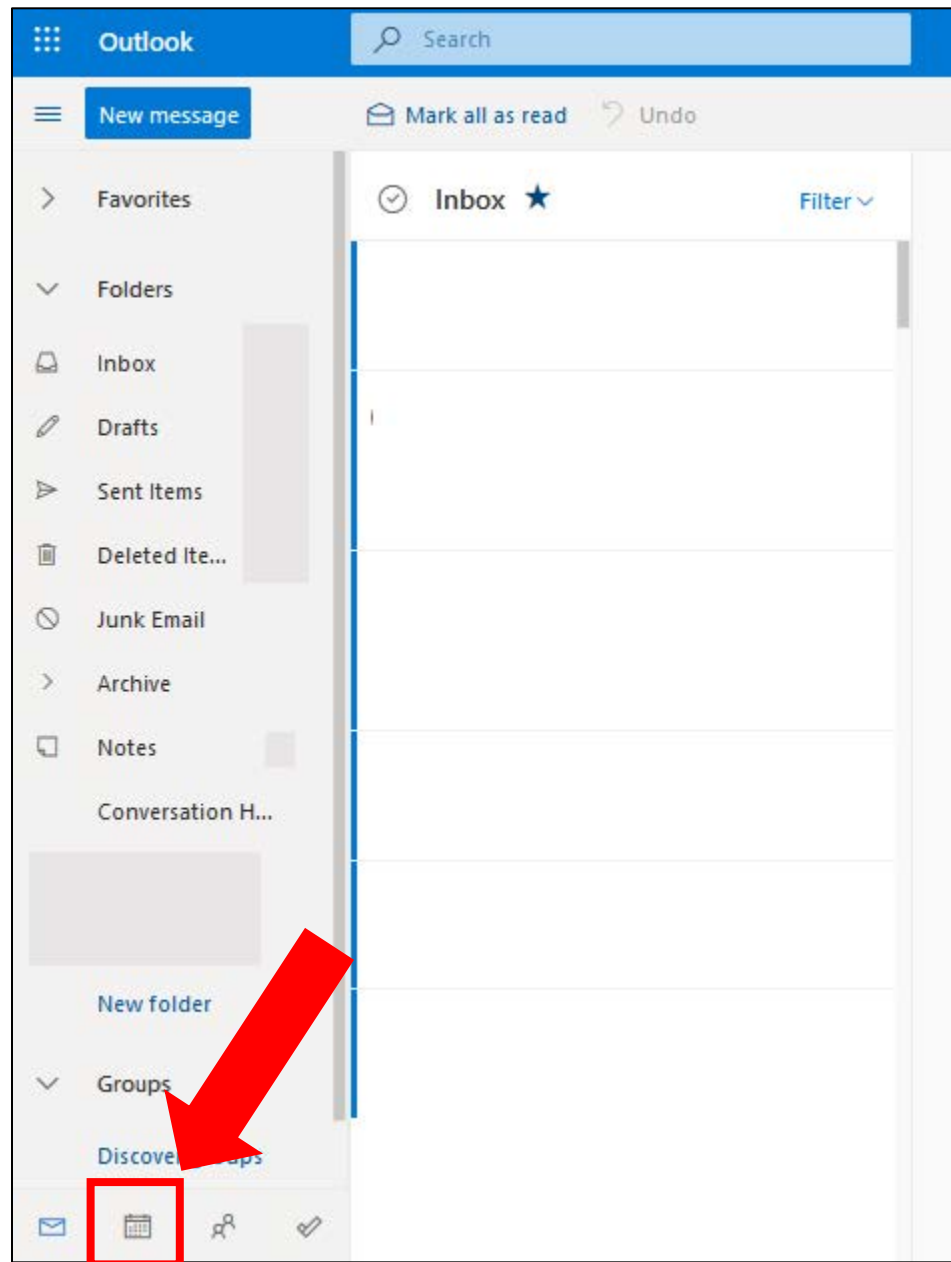 Outlook
Search
New message
Mark all as read
Undo
Favorites
Inbox
Filter
Folders
Inbox
Drafts
Sent Items
Deleted Ite...
Junk Email
Archive
Notes
Conversation H...
New folder
Groups
Discover